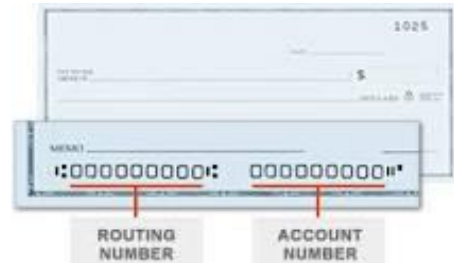 1025
$
MEMO
⑆000000000⑆ 000000000⑈
ROUTING NUMBER
ACCOUNT NUMBER